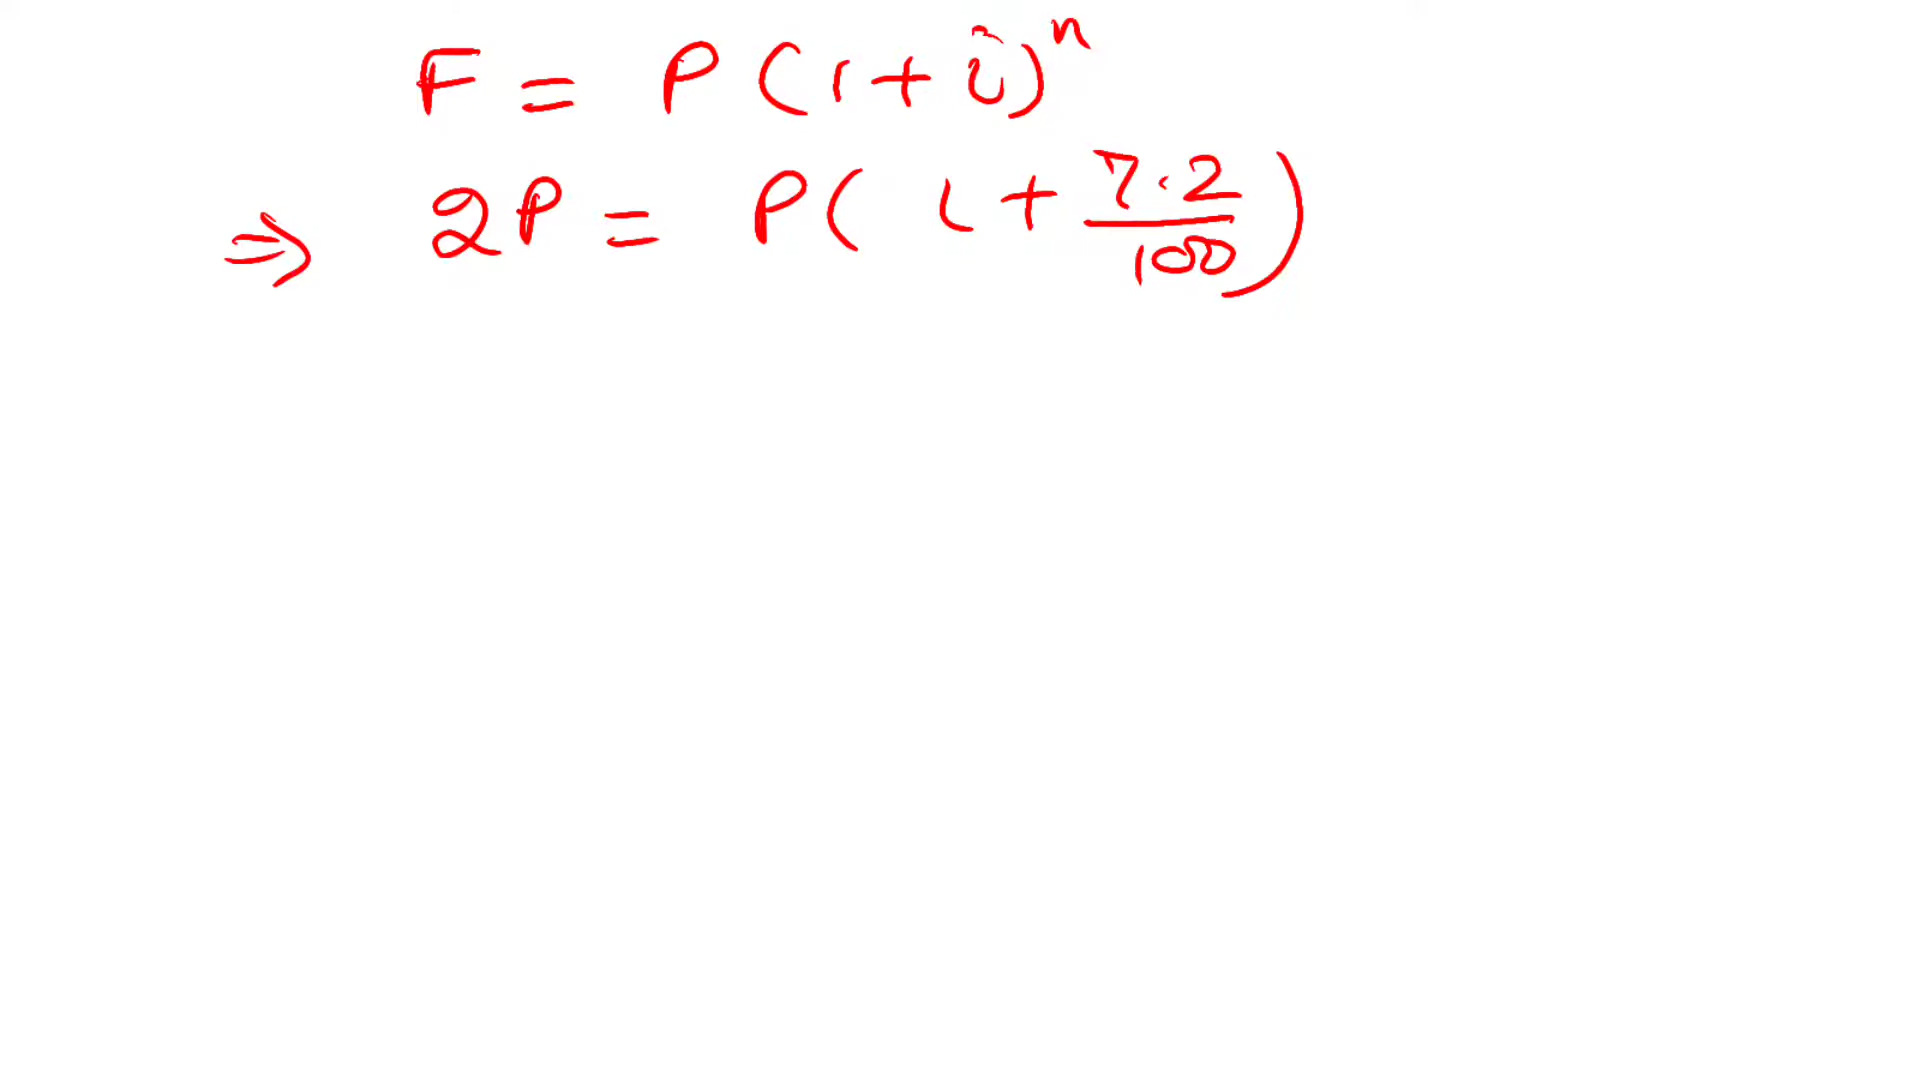 F = P(1+i)^n
⇒ 2P = P(1 + 7.2/100)